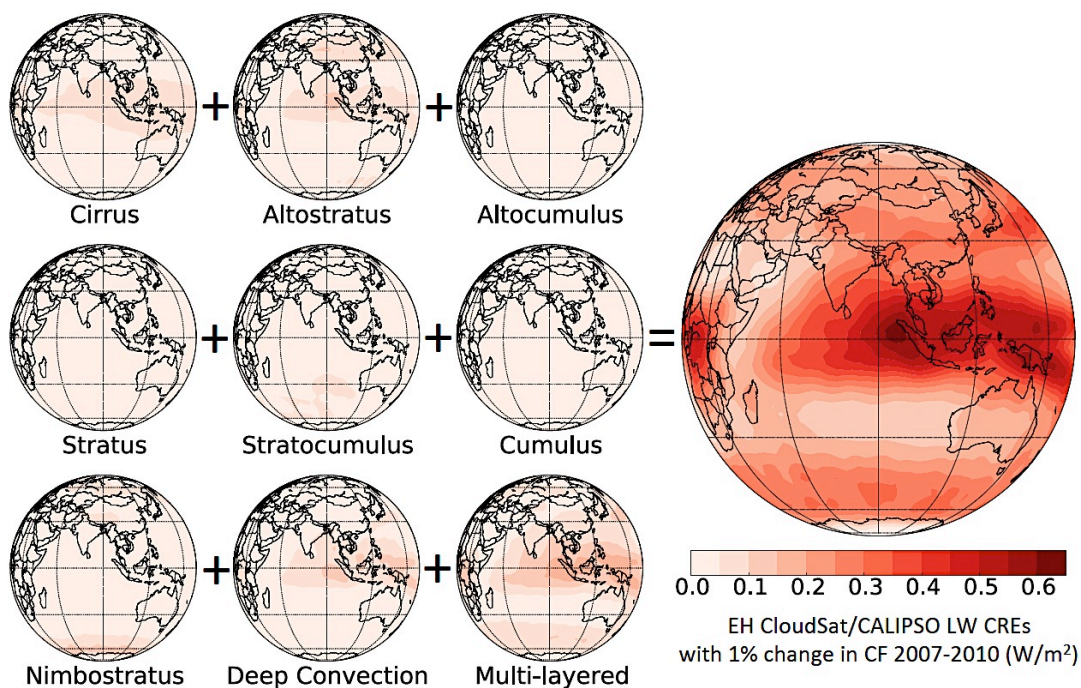 Cirrus + Altostratus + Altocumulus
Stratus + Stratocumulus + Cumulus =
Nimbostratus + Deep Convection + Multi-layered
0.0 0.1 0.2 0.3 0.4 0.5 0.6
EH CloudSat/CALIPSO LW CREs
with 1% change in CF 2007-2010 (W/m²)